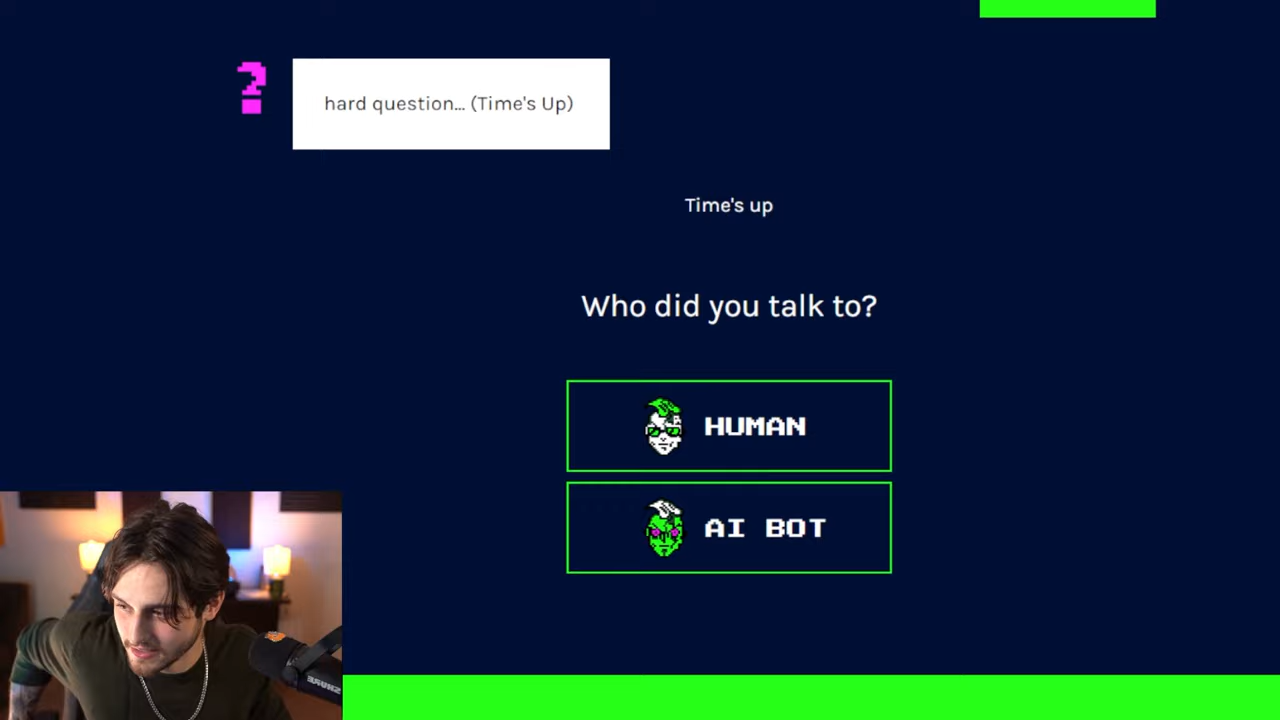 hard question... (Time's Up)
Time's up
Who did you talk to?
HUMAN
AI BOT